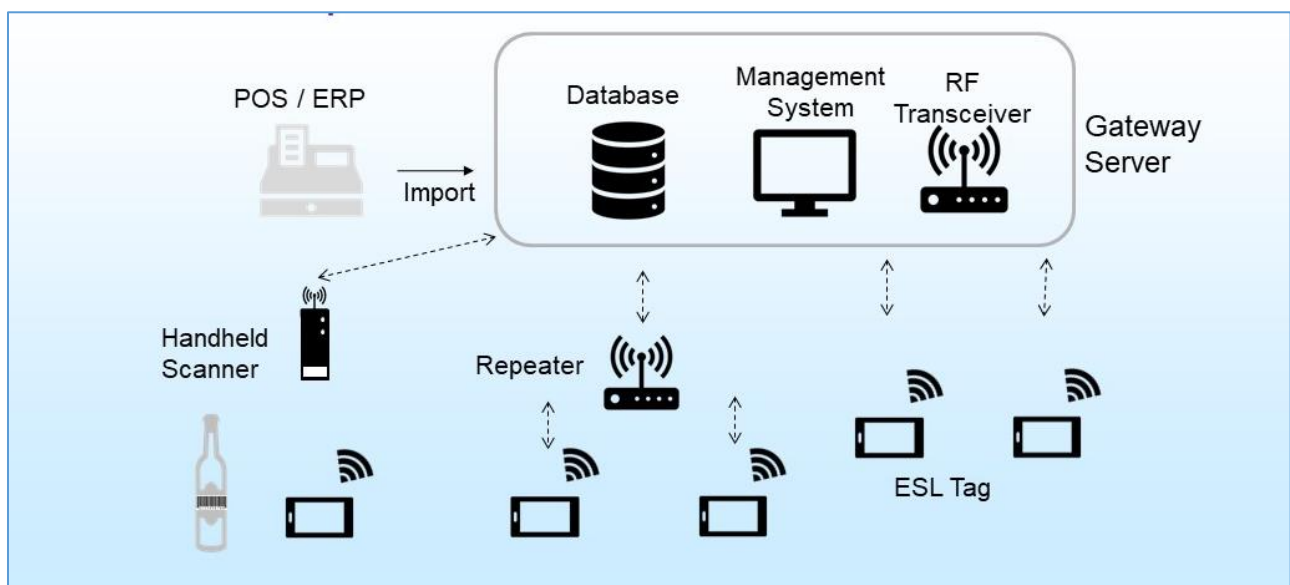 POS / ERP
Import
Database
Management
System
RF
Transceiver
Gateway
Server
Handheld
Scanner
Repeater
ESL Tag